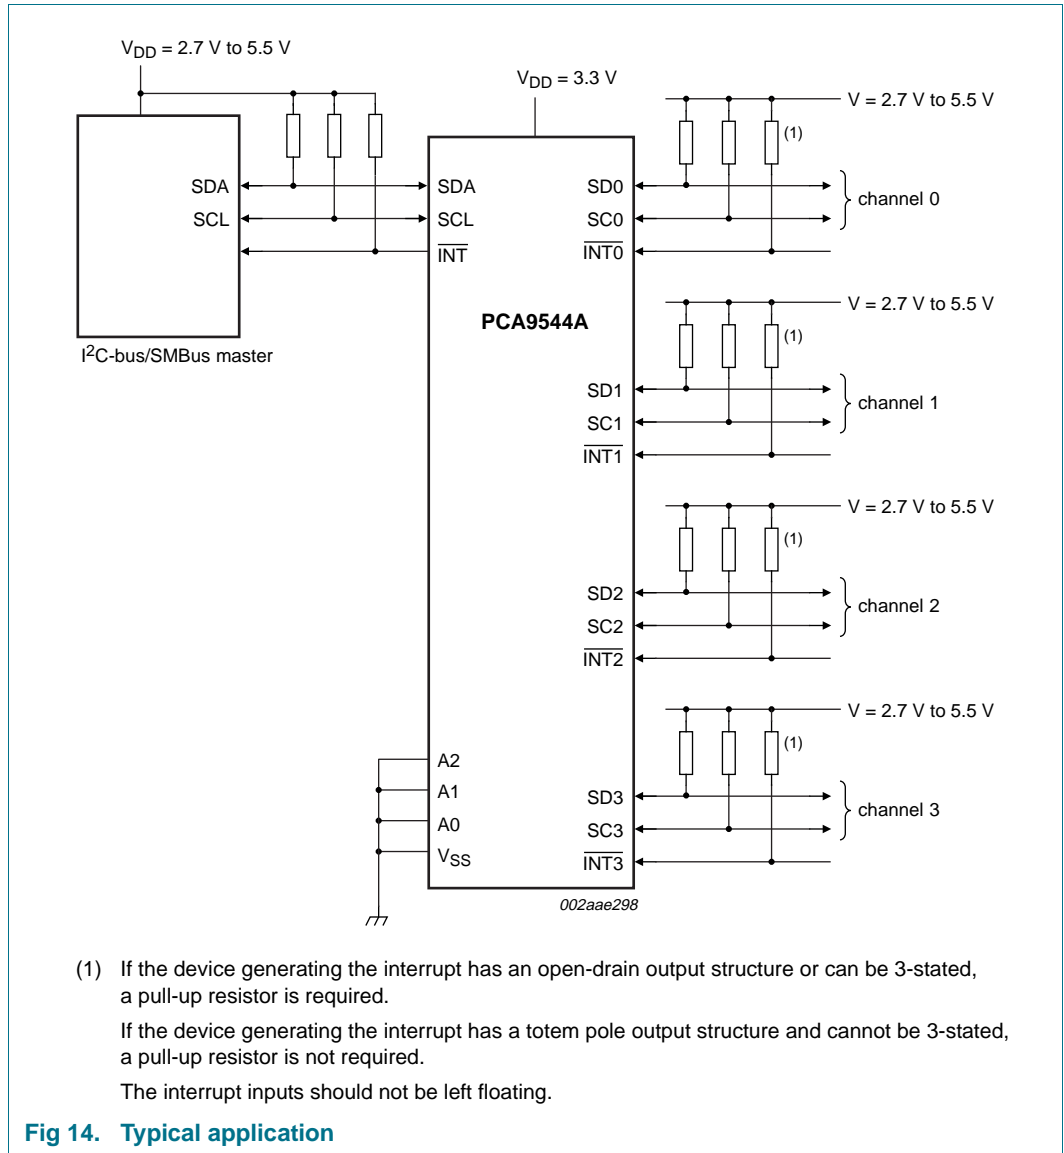 VDD = 2.7 V to 5.5 V
VDD = 3.3 V
V = 2.7 V to 5.5 V
(1)
SDA
SDA
SD0
SCL
SCL
SC0
channel 0
INT
INT0
PCA9544A
I2C-bus/SMBus master
V = 2.7 V to 5.5 V
(1)
SD1
SC1
channel 1
INT1
V = 2.7 V to 5.5 V
(1)
SD2
SC2
channel 2
INT2
V = 2.7 V to 5.5 V
(1)
A2
A1
A0
VSS
SD3
SC3
channel 3
INT3
002aae298
(1) If the device generating the interrupt has an open-drain output structure or can be 3-stated,
a pull-up resistor is required.
If the device generating the interrupt has a totem pole output structure and cannot be 3-stated,
a pull-up resistor is not required.
The interrupt inputs should not be left floating.
Fig 14. Typical application